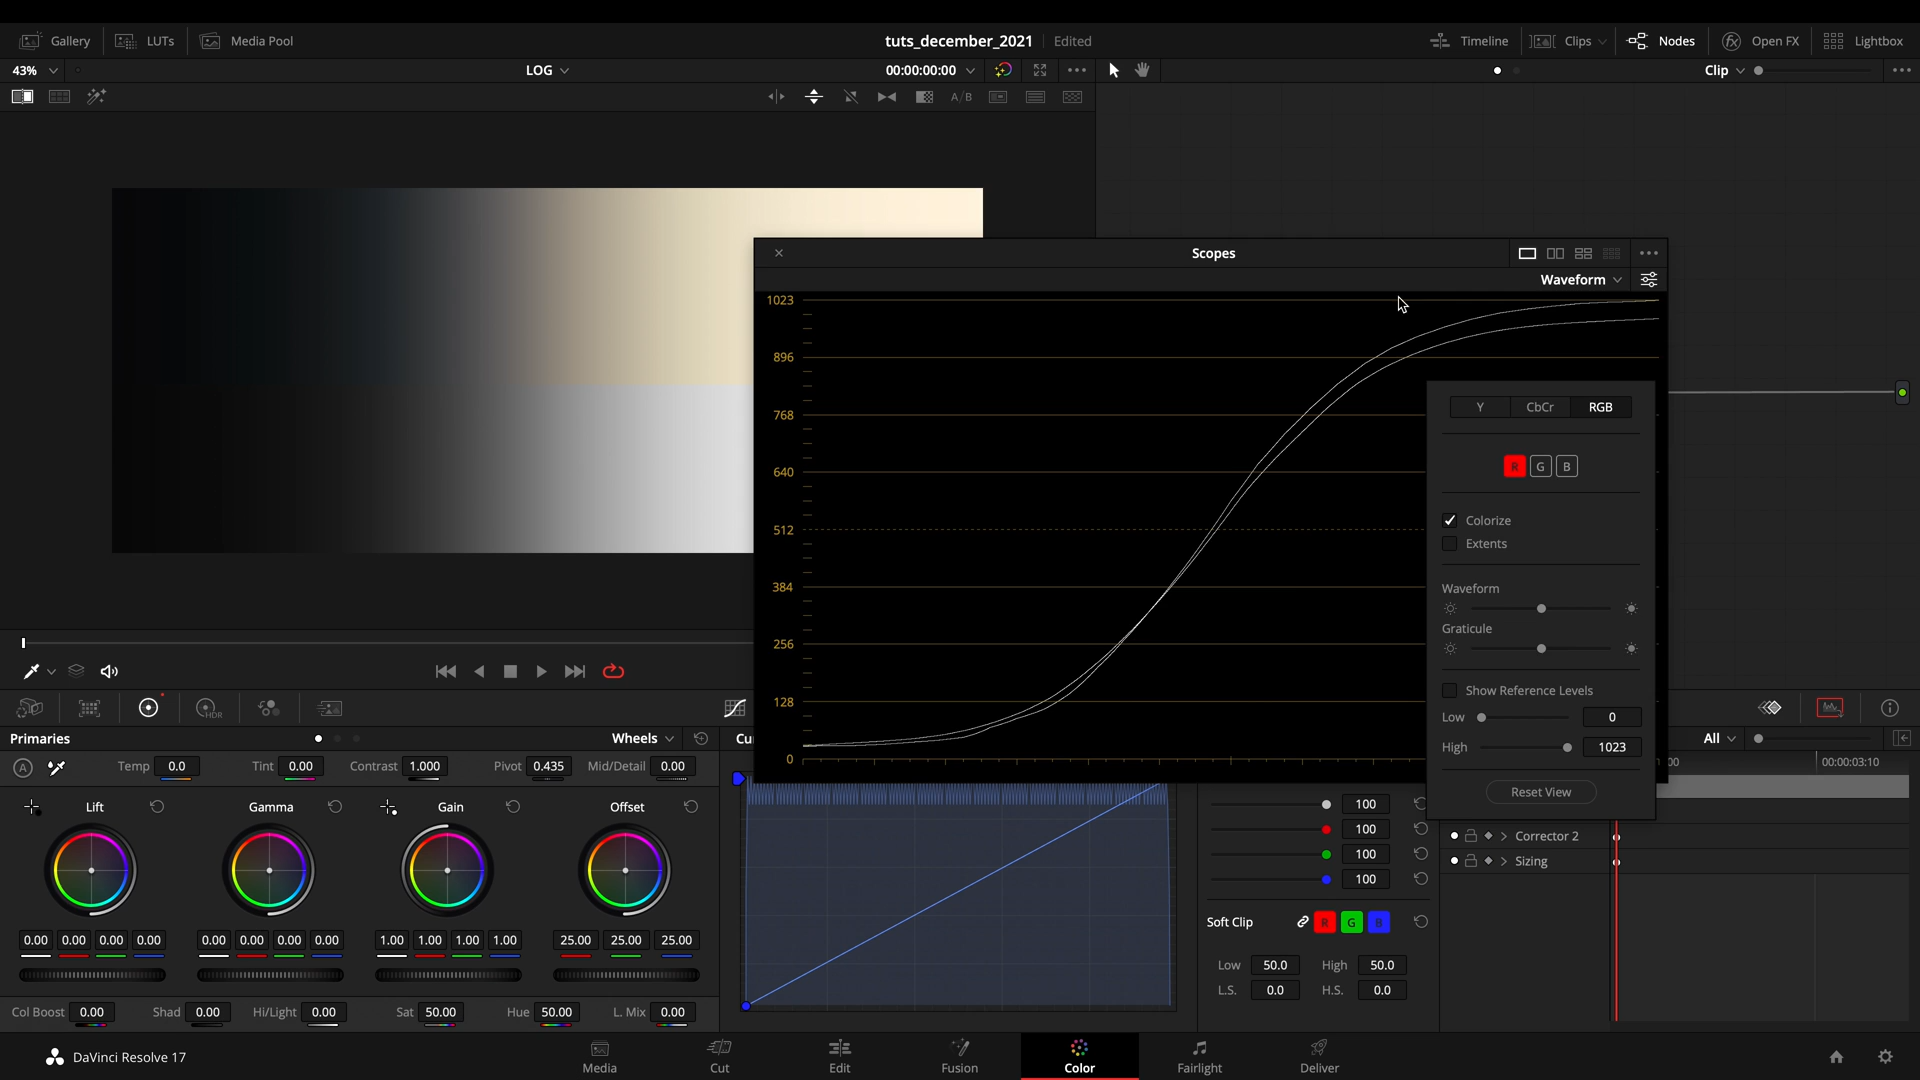 Gallery LUTs Media Pool tuts_december_2021 Edited Timeline Clips Nodes Open FX Lightbox
43% LOG 00:00:00:00 Clip
A/B
Scopes
Waveform
1023
896
768
640
512
384
256
128
0
Y CbCr RGB
R G B
Colorize
Extents
Waveform
Graticule
Show Reference Levels
Low 0
High 1023
Reset View
HDR
Primaries Wheels Cu All
00 00:00:03:10
A Temp 0.0 Tint 0.00 Contrast 1.000 Pivot 0.435 Mid/Detail 0.00
Lift Gamma Gain Offset
0.00 0.00 0.00 0.00 0.00 0.00 0.00 0.00 1.00 1.00 1.00 1.00 25.00 25.00 25.00
Col Boost 0.00 Shad 0.00 Hi/Light 0.00 Sat 50.00 Hue 50.00 L. Mix 0.00
100
100
100
100
Soft Clip R G B
Low 50.0 High 50.0
L.S. 0.0 H.S. 0.0
Corrector 2
Sizing
DaVinci Resolve 17 Media Cut Edit Fusion Color Fairlight Deliver